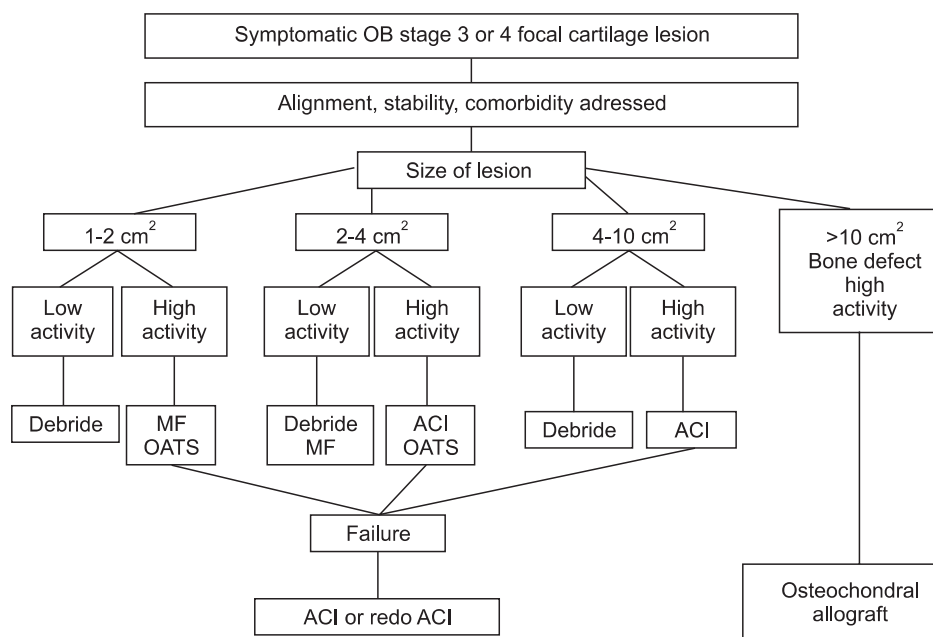 Symptomatic OB stage 3 or 4 focal cartilage lesion
Alignment, stability, comorbidity adressed
Size of lesion
1-2 cm²
2-4 cm²
4-10 cm²
>10 cm²
Bone defect
high
activity
Low
activity
High
activity
Low
activity
High
activity
Low
activity
High
activity
Debride
MF
OATS
Debride
MF
ACI
OATS
Debride
ACI
Failure
ACI or redo ACI
Osteochondral
allograft